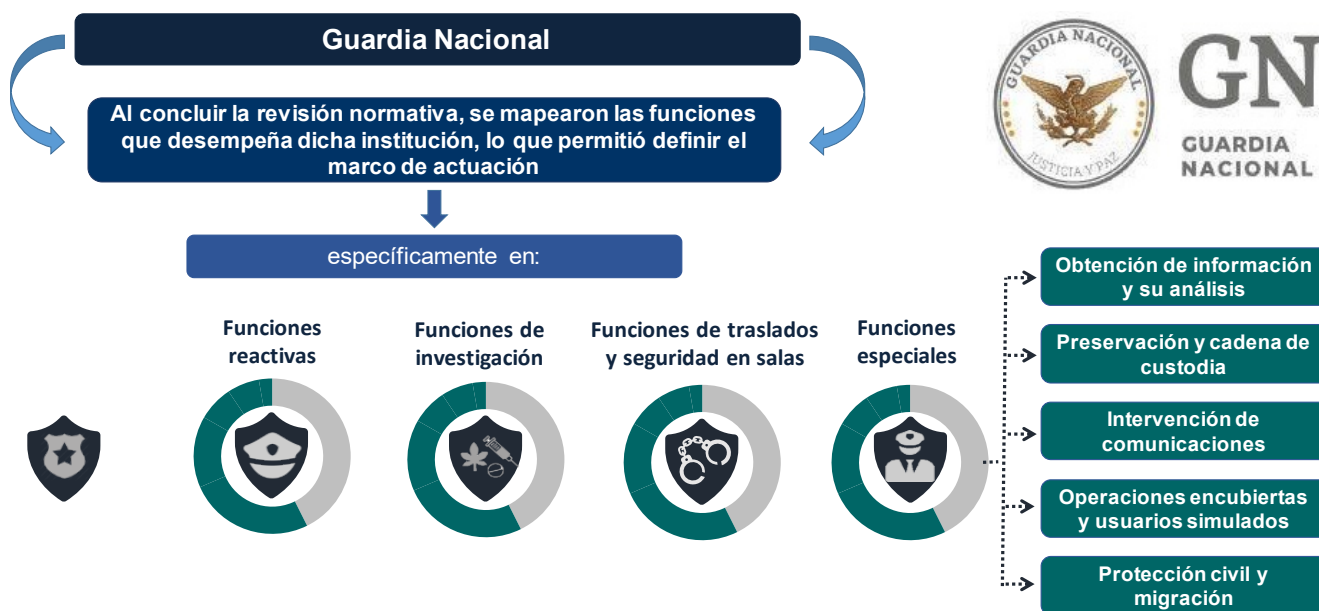 Guardia Nacional
Al concluir la revisión normativa, se mapearon las funciones
que desempeña dicha institución, lo que permitió definir el
marco de actuación
específicamente en:
GUARDIA NACIONAL
JUSTICIA Y PAZ
GN
GUARDIA
NACIONAL
Funciones
reactivas
Funciones de
investigación
Funciones de traslados
y seguridad en salas
Funciones
especiales
Obtención de información
y su análisis
Preservación y cadena de
custodia
Intervención de
comunicaciones
Operaciones encubiertas
y usuarios simulados
Protección civil y
migración